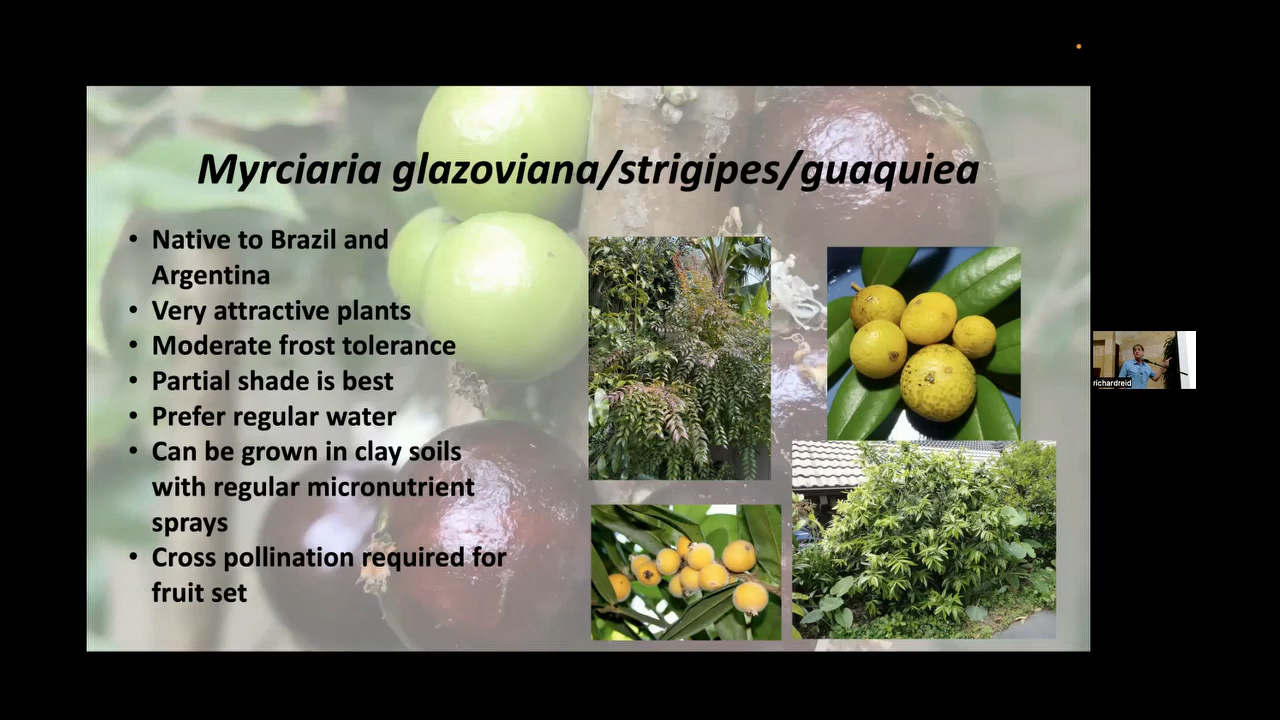 Myrciaria glazoviana/strigipes/guaquiea
• Native to Brazil and
Argentina
• Very attractive plants
• Moderate frost tolerance
• Partial shade is best
• Prefer regular water
• Can be grown in clay soils
with regular micronutrient
sprays
• Cross pollination required for
fruit set
richardreid